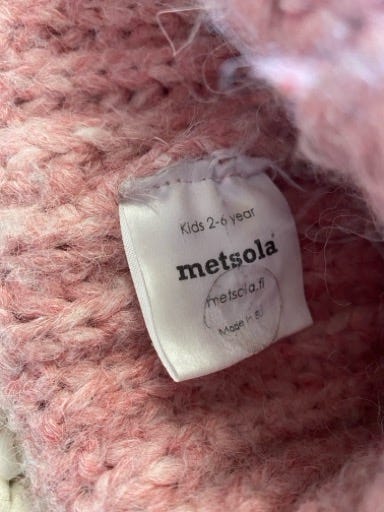 Kids 2-6 year
metsola
metsola.fi
Made in EU